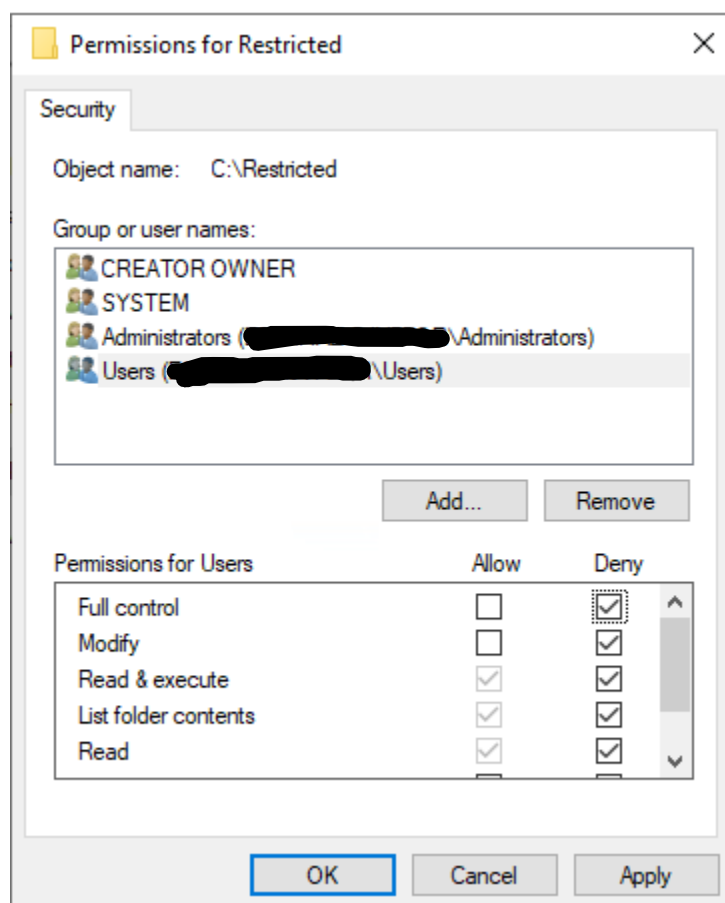 Permissions for Restricted
Security
Object name: C:\Restricted
Group or user names:
CREATOR OWNER
SYSTEM
Administrators (\Administrators)
Users (\Users)
Add... Remove
Permissions for Users Allow Deny
Full control
Modify
Read & execute
List folder contents
Read
OK Cancel Apply